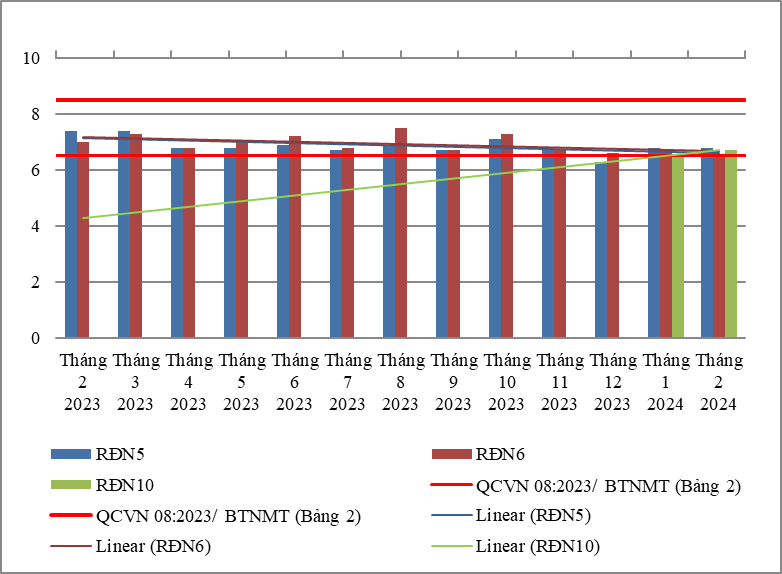 10
8
6
4
2
0
Tháng Tháng Tháng Tháng Tháng Tháng Tháng Tháng Tháng Tháng Tháng Tháng Tháng
2 3 4 5 6 7 8 9 10 11 12 1 2
2023 2023 2023 2023 2023 2023 2023 2023 2023 2023 2023 2024 2024
RĐN5 RĐN6
RĐN10 QCVN 08:2023/ BTNMT (Bảng 2)
QCVN 08:2023/ BTNMT (Bảng 2) Linear (RĐN5)
Linear (RĐN6) Linear (RĐN10)